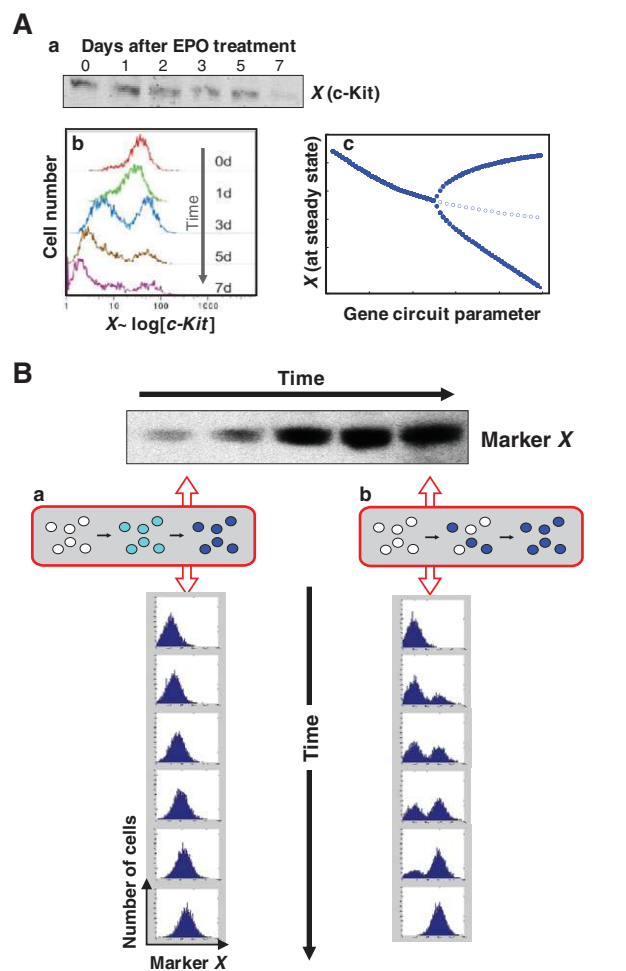 A
a
Days after EPO treatment
0 1 2 3 5 7
X (c-Kit)
b
Cell number
0d
1d
3d
5d
7d
Time
1 10 100 1000
X~ log[c-Kit]
c
X (at steady state)
Gene circuit parameter
B
Time
Marker X
a
b
Time
Number of cells
Marker X